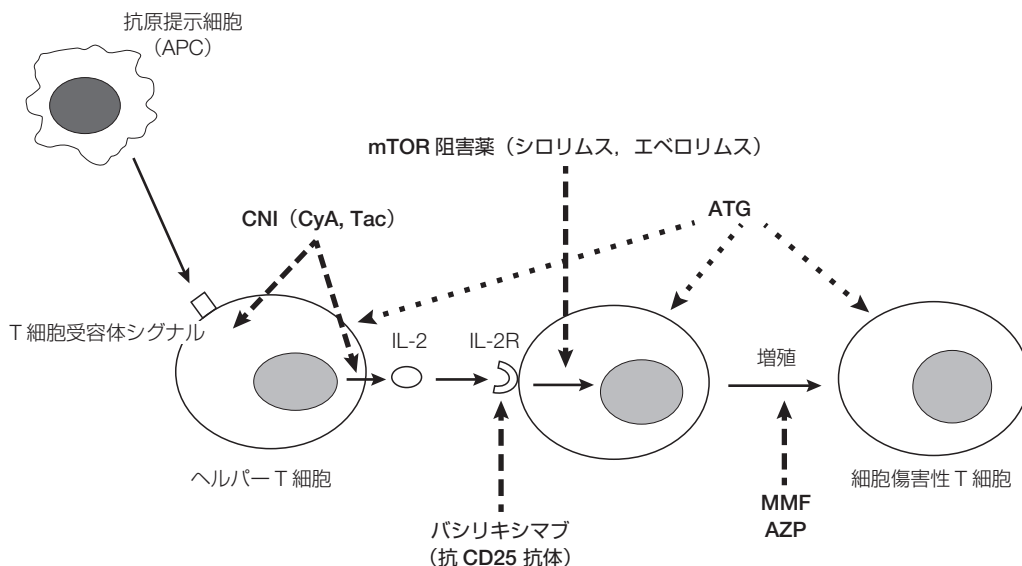 抗原提示細胞
（APC）
mTOR 阻害薬（シロリムス，エベロリムス）
CNI（CyA, Tac）
ATG
T 細胞受容体シグナル
IL-2
IL-2R
増殖
ヘルパー T 細胞
細胞傷害性 T 細胞
MMF
AZP
バシリキシマブ
（抗 CD25 抗体）